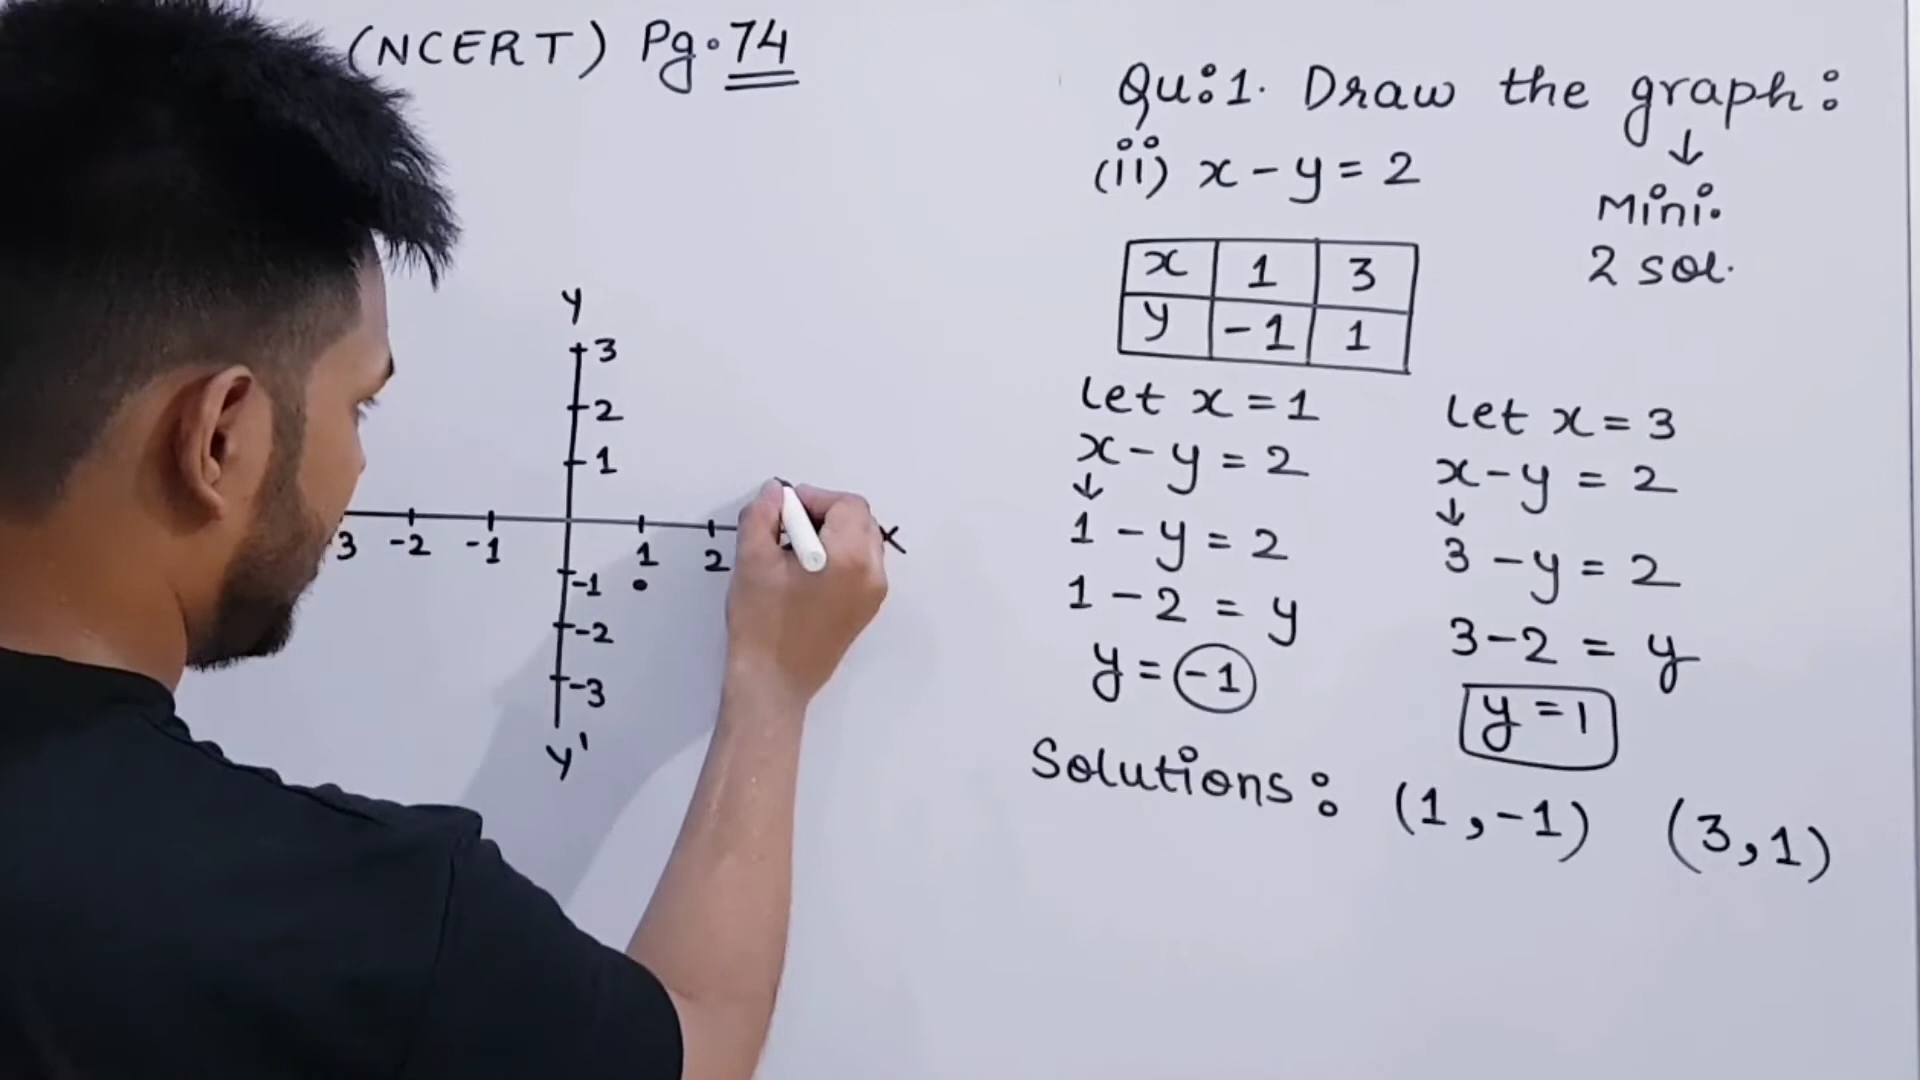 (NCERT) Pg.74
Qu:1. Draw the graph:
↓
(ii) x - y = 2
Mini.
2 sol.
x 1 3
y -1 1
Let x = 1
x - y = 2
↓
1 - y = 2
1 - 2 = y
y = -1
Let x = 3
x - y = 2
↓
3 - y = 2
3 - 2 = y
y = 1
Solutions: (1, -1) (3, 1)
Y
3
2
1
3 -2 -1 1 2 X
-1
-2
-3
Y'